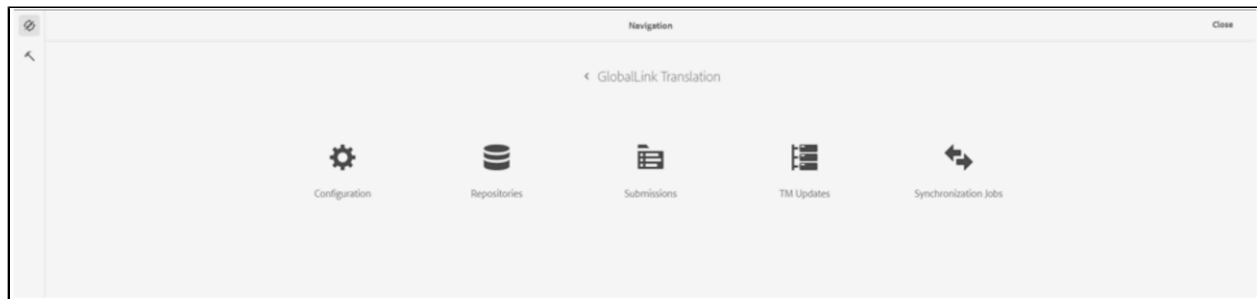 Navigation
Close
GlobalLink Translation
Configuration
Repositories
Submissions
TM Updates
Synchronization Jobs